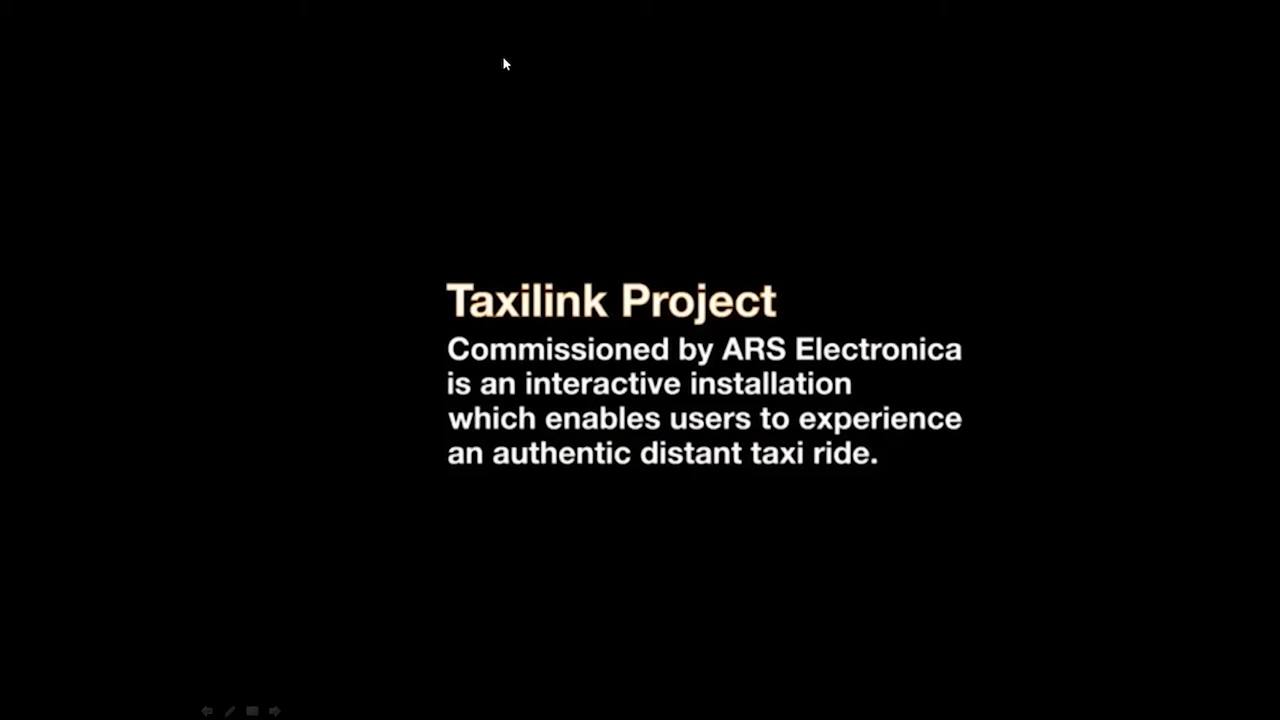 Taxilink Project
Commissioned by ARS Electronica
is an interactive installation
which enables users to experience
an authentic distant taxi ride.